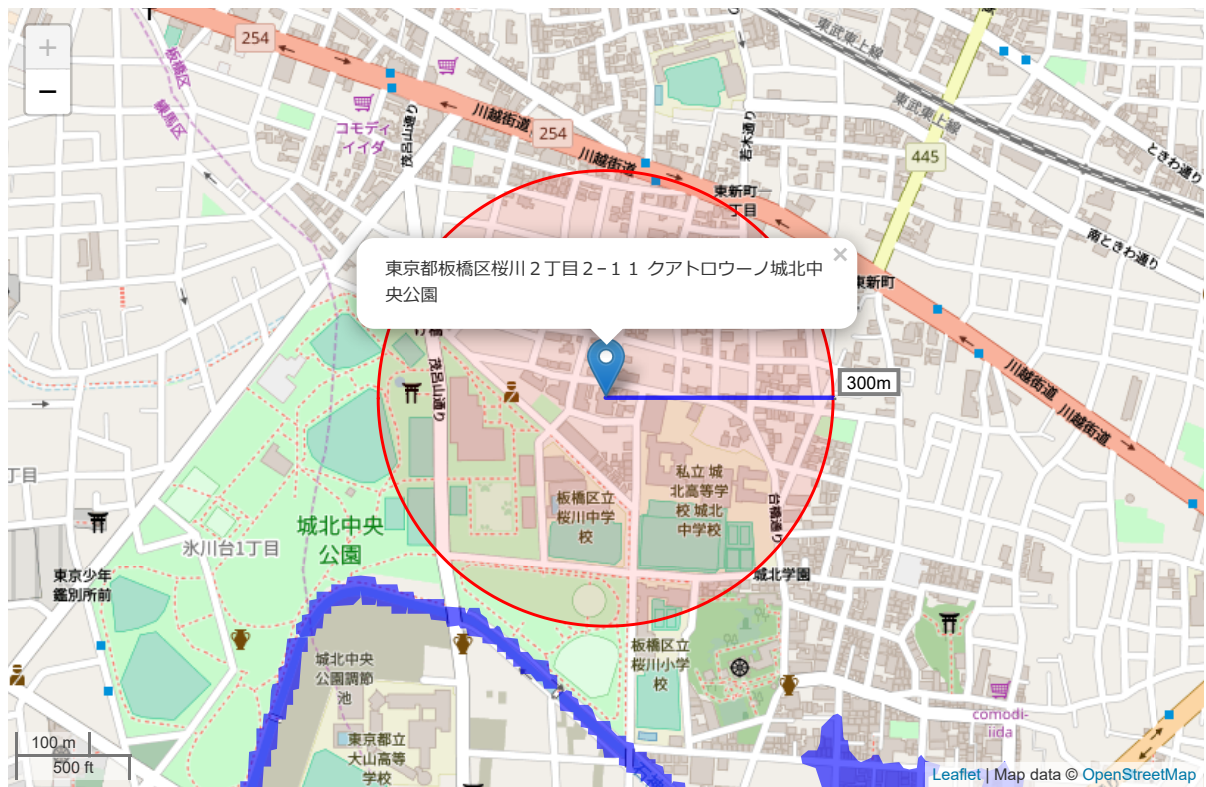 +
−
254
板橋区
練馬区
コモディ
イイダ
茂呂山通り
川越街道
254
川越街道
若木通り
東武東上線
東武東上線
445
ときわ通り
南ときわ通り
東新町一
丁目
東京都板橋区桜川２丁目２−１１ クアトロウーノ城北中
央公園
×
東新町
300m
茂呂山通り
川越街道
川越街道
丁目
私立 城
北高等学
校 城北
中学校
板橋区立
桜川中学
校
台橋通り
城北中央
公園
氷川台1丁目
東京少年
鑑別所前
城北学園
城北中央
公園調節
池
板橋区立
桜川小学
校
東京都立
大山高等
学校
comodi-
iida
100 m
500 ft
Leaflet | Map data © OpenStreetMap